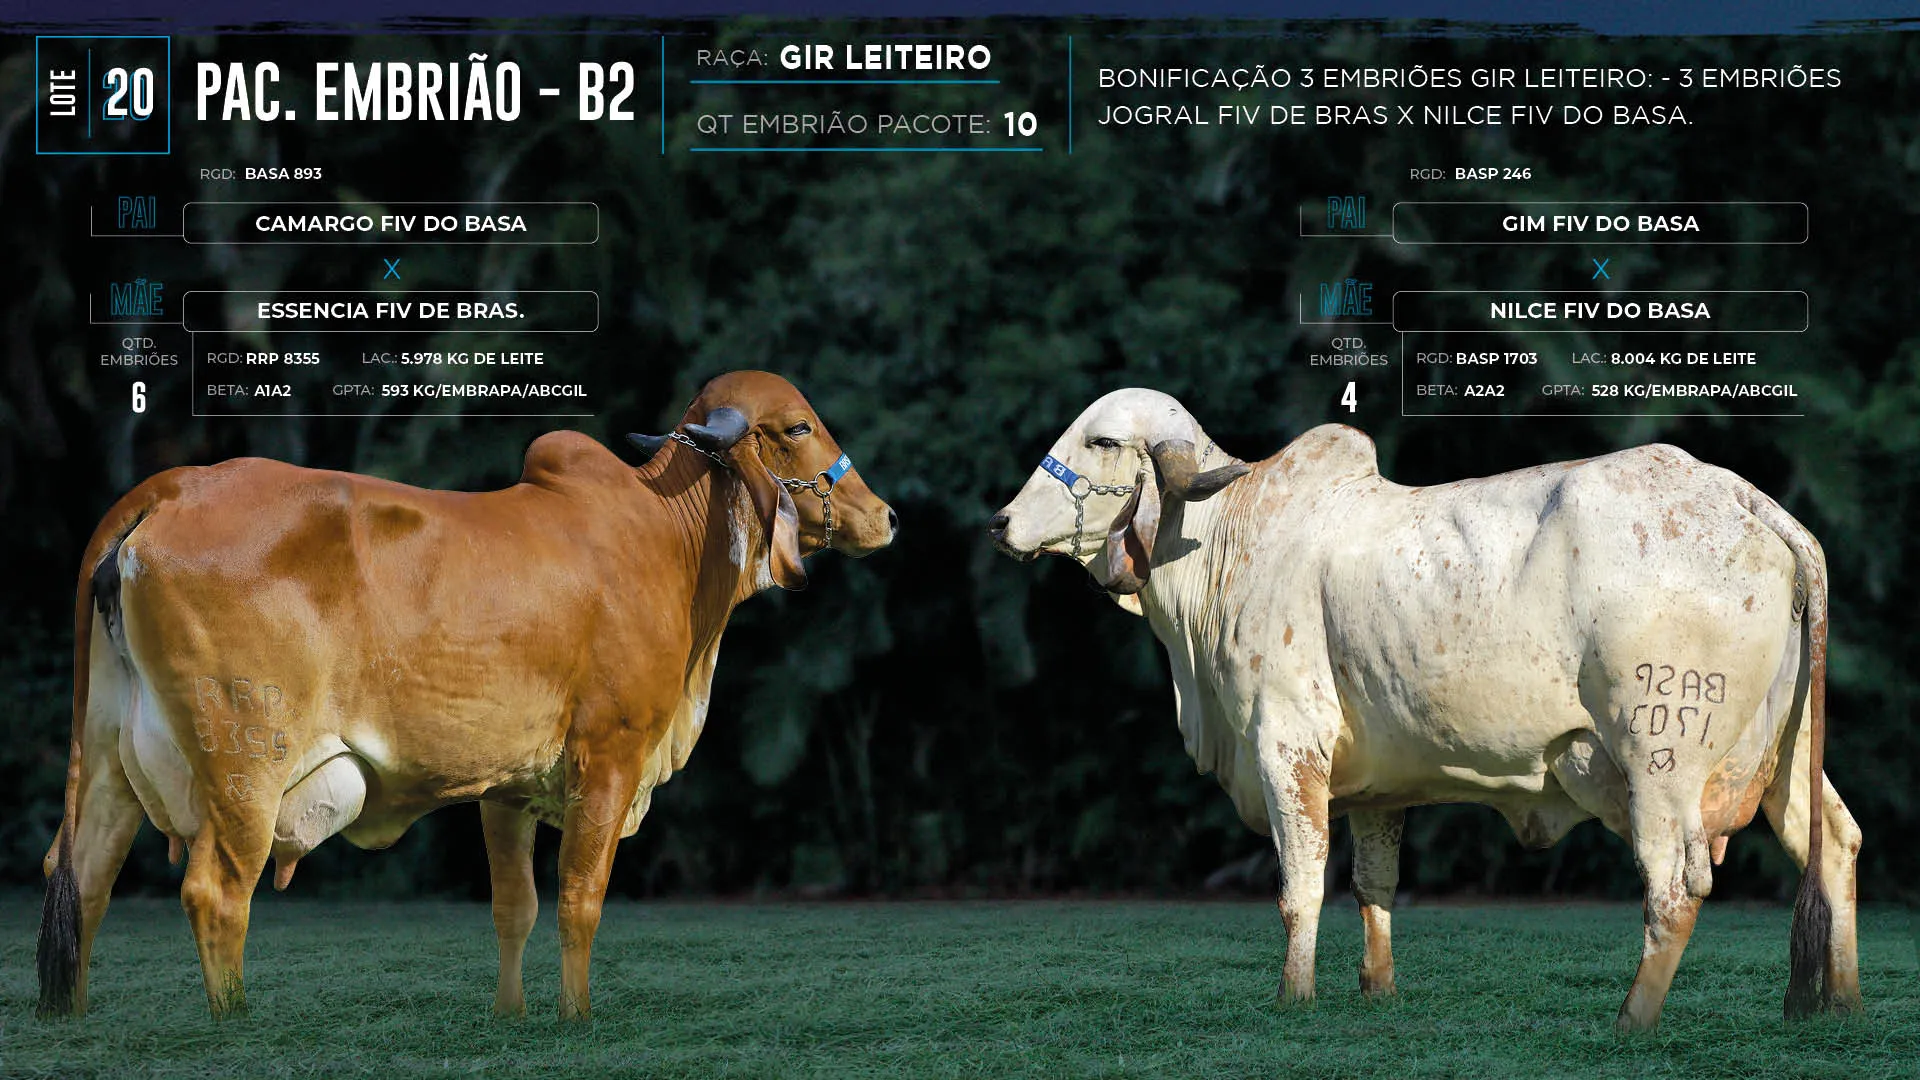 LOTE 20
PAC. EMBRIÃO - B2
RAÇA: GIR LEITEIRO
QT EMBRIÃO PACOTE: 10
BONIFICAÇÃO 3 EMBRIÕES GIR LEITEIRO: - 3 EMBRIÕES
JOGRAL FIV DE BRAS X NILCE FIV DO BASA.
RGD: BASA 893
PAI
CAMARGO FIV DO BASA
X
MÃE
ESSENCIA FIV DE BRAS.
QTD.
EMBRIÕES
6
RGD: RRP 8355 LAC.: 5.978 KG DE LEITE
BETA: A1A2 GPTA: 593 KG/EMBRAPA/ABCGIL
RGD: BASP 246
PAI
GIM FIV DO BASA
X
MÃE
NILCE FIV DO BASA
QTD.
EMBRIÕES
4
RGD: BASP 1703 LAC.: 8.004 KG DE LEITE
BETA: A2A2 GPTA: 528 KG/EMBRAPA/ABCGIL
RRP
8355
BASP
1703